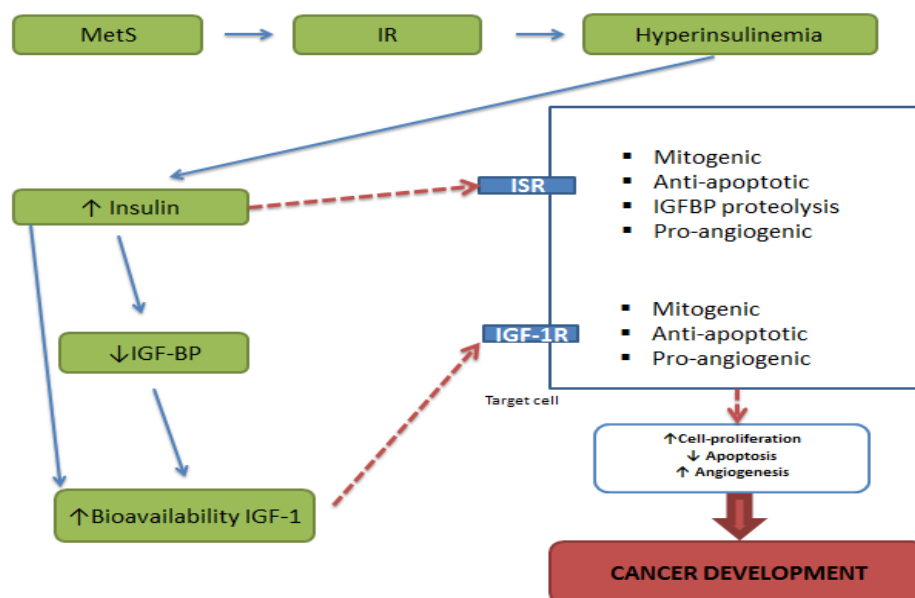 MetS
IR
Hyperinsulinemia
↑ Insulin
ISR
▪ Mitogenic
▪ Anti-apoptotic
▪ IGFBP proteolysis
▪ Pro-angiogenic
↓IGF-BP
IGF-1R
▪ Mitogenic
▪ Anti-apoptotic
▪ Pro-angiogenic
Target cell
↑Cell-proliferation
↓ Apoptosis
↑ Angiogenesis
↑Bioavailability IGF-1
CANCER DEVELOPMENT